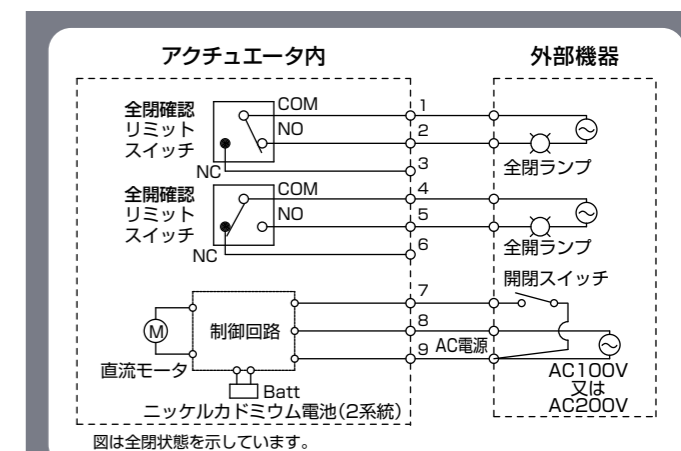 アクチュエータ内
外部機器
全閉確認
リミット
スイッチ
COM
NO
NC
1
2
3
全閉ランプ
全開確認
リミット
スイッチ
COM
NO
NC
4
5
6
全開ランプ
開閉スイッチ
7
8
9
AC電源
M
制御回路
直流モータ
Batt
ニッケルカドミウム電池(2系統)
AC100V
又は
AC200V
図は全閉状態を示しています。